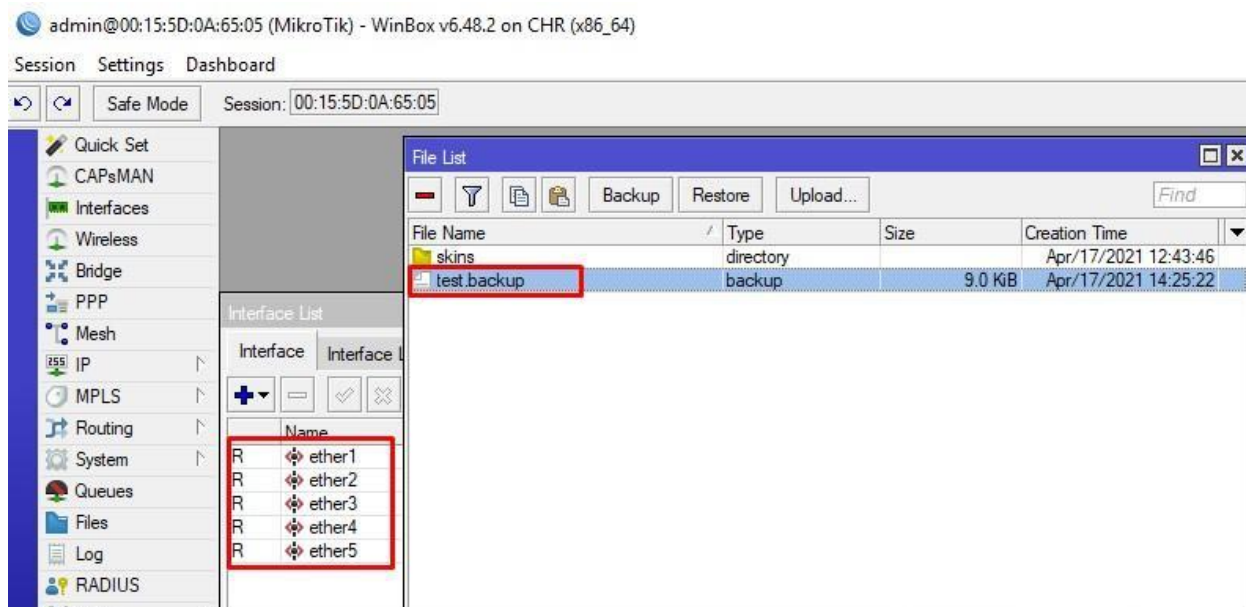 admin@00:15:5D:0A:65:05 (MikroTik) - WinBox v6.48.2 on CHR (x86_64)
Session Settings Dashboard
Safe Mode Session: 00:15:5D:0A:65:05
Quick Set
CAPsMAN
Interfaces
Wireless
Bridge
PPP
Mesh
255 IP
MPLS
Routing
System
Queues
Files
Log
RADIUS
Interface List
Interface Interface L
Name
R ether1
R ether2
R ether3
R ether4
R ether5
File List
Backup Restore Upload... Find
File Name / Type Size Creation Time
skins directory Apr/17/2021 12:43:46
test.backup backup 9.0 KiB Apr/17/2021 14:25:22